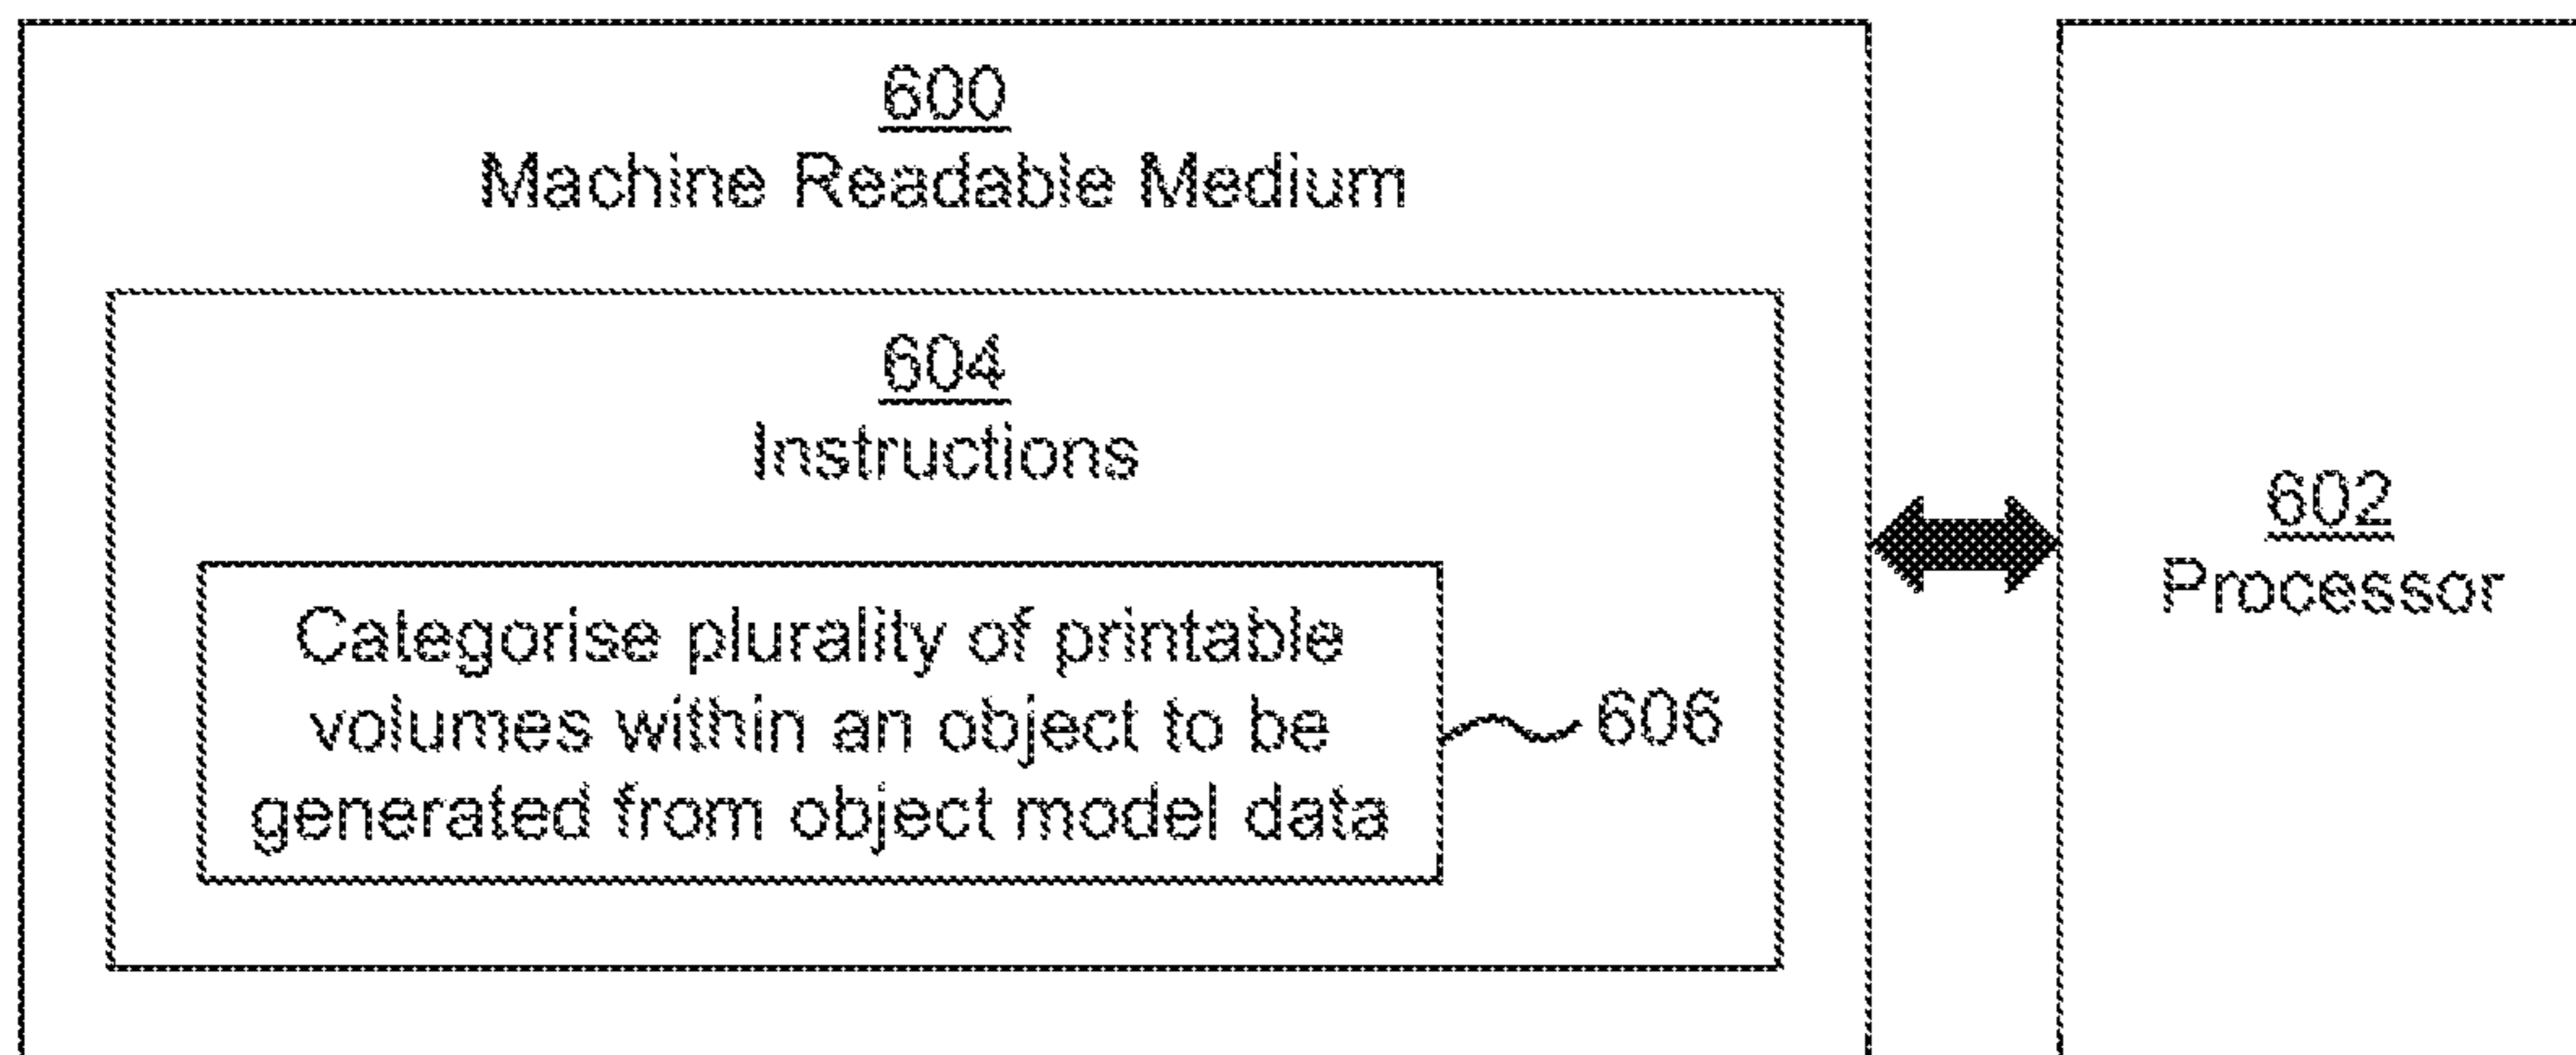 600
Machine Readable Medium
604
Instructions
Categorise plurality of printable
volumes within an object to be
generated from object model data
606
602
Processor